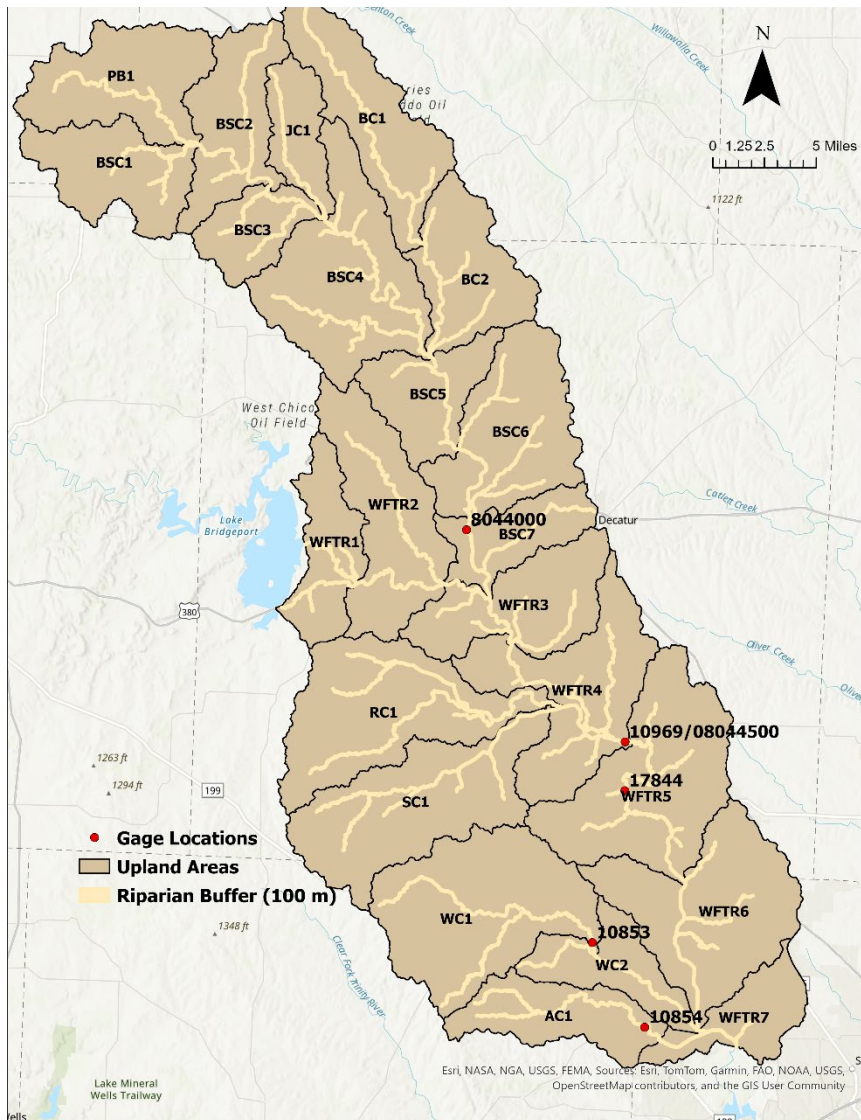 Willawalla Creek
N
PB1
BC1
BSC2
JC1
BSC1
0 1.25 2.5 5 Miles
1122 ft
BSC3
BSC4
BC2
BSC5
West Chico
Oil Field
BSC6
Catlett Creek
WFTR2
8044000
Decatur
Lake
Bridgeport
WFTR1
BSC7
380
WFTR3
Oliver Creek
WFTR4
RC1
Oliver
10969/08044500
1263 ft
17844
1294 ft
199
WFTR5
SC1
Gage Locations
Upland Areas
Riparian Buffer (100 m)
WFTR6
WC1
1348 ft
10853
Clear Fork Trinity River
WC2
AC1
10854
WFTR7
Esri, NASA, NGA, USGS, FEMA, Sources: Esri, TomTom, Garmin, FAO, NOAA, USGS,
OpenStreetMap contributors, and the GIS User Community
Lake Mineral
Wells Trailway